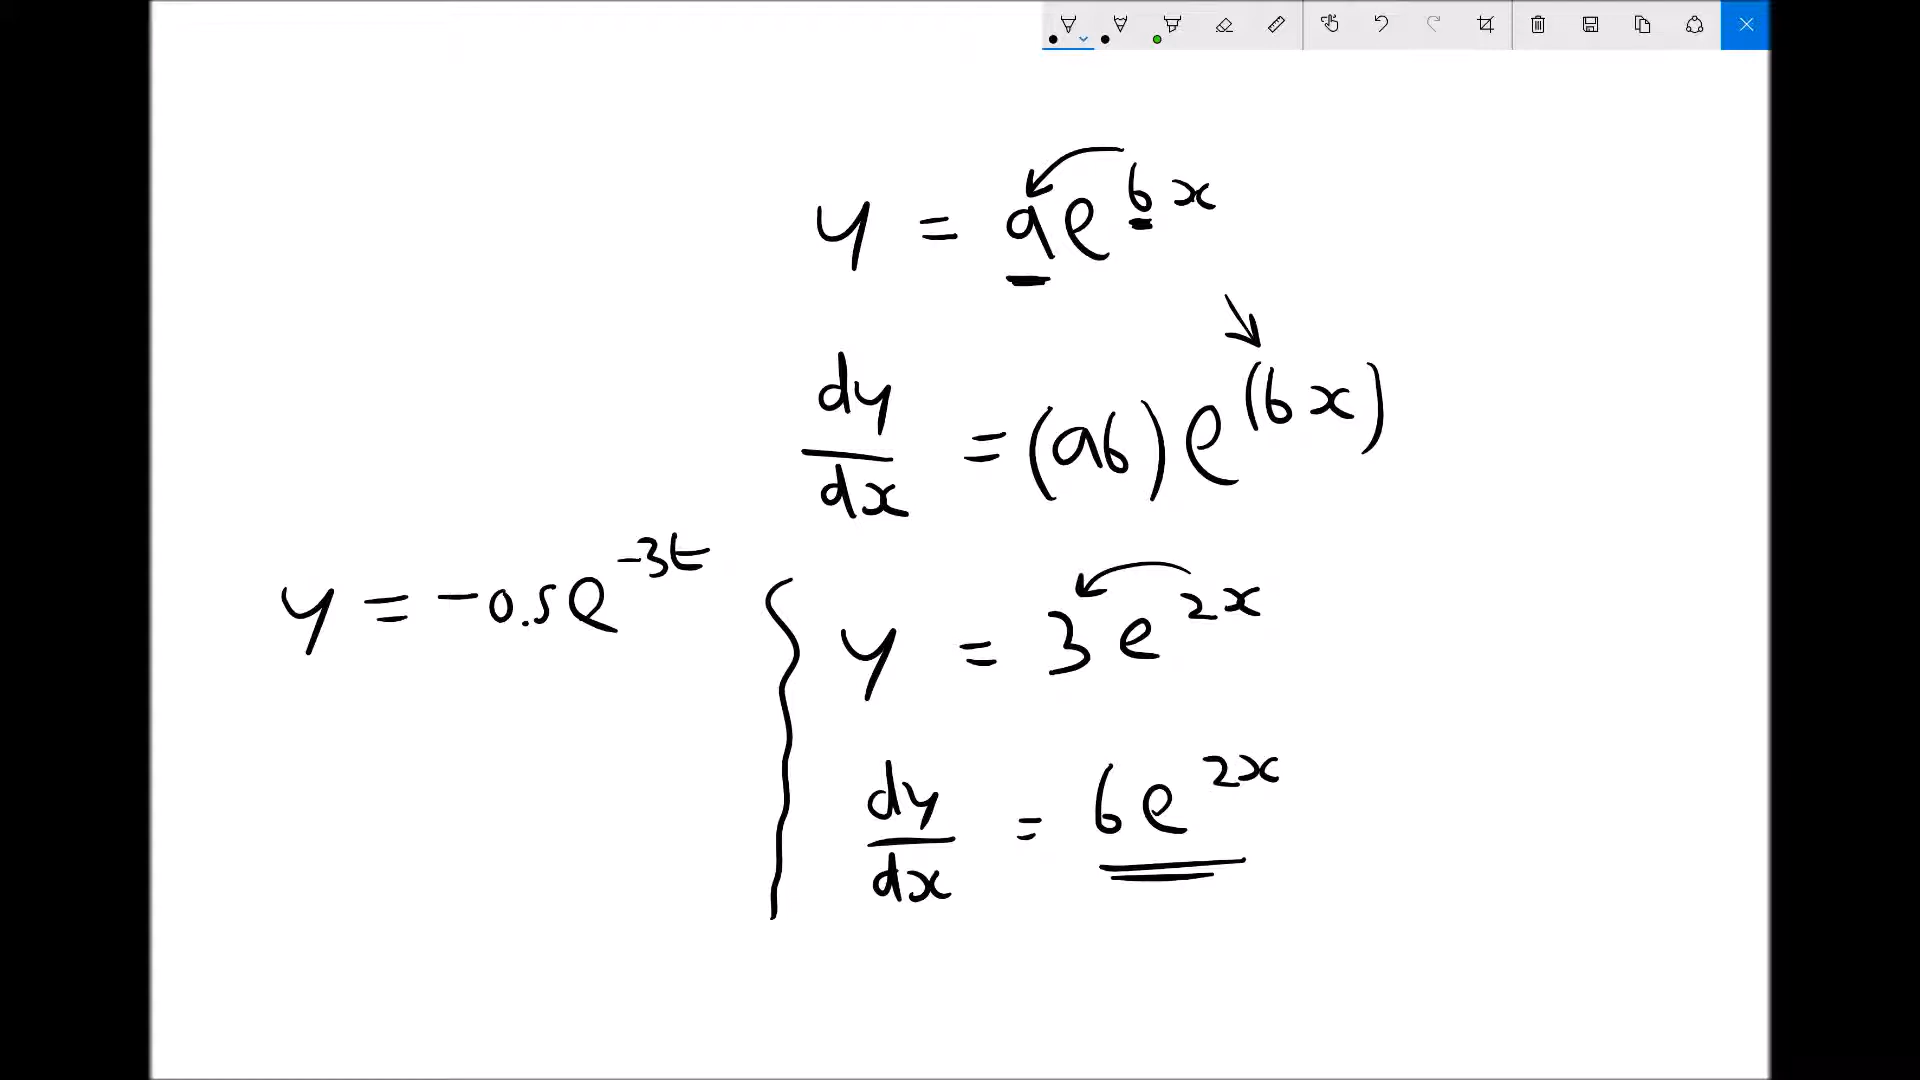 y = ae^{bx}
dy/dx = (ab)e^{(bx)}
y = -0.5e^{-3t}
y = 3e^{2x}
dy/dx = 6e^{2x}